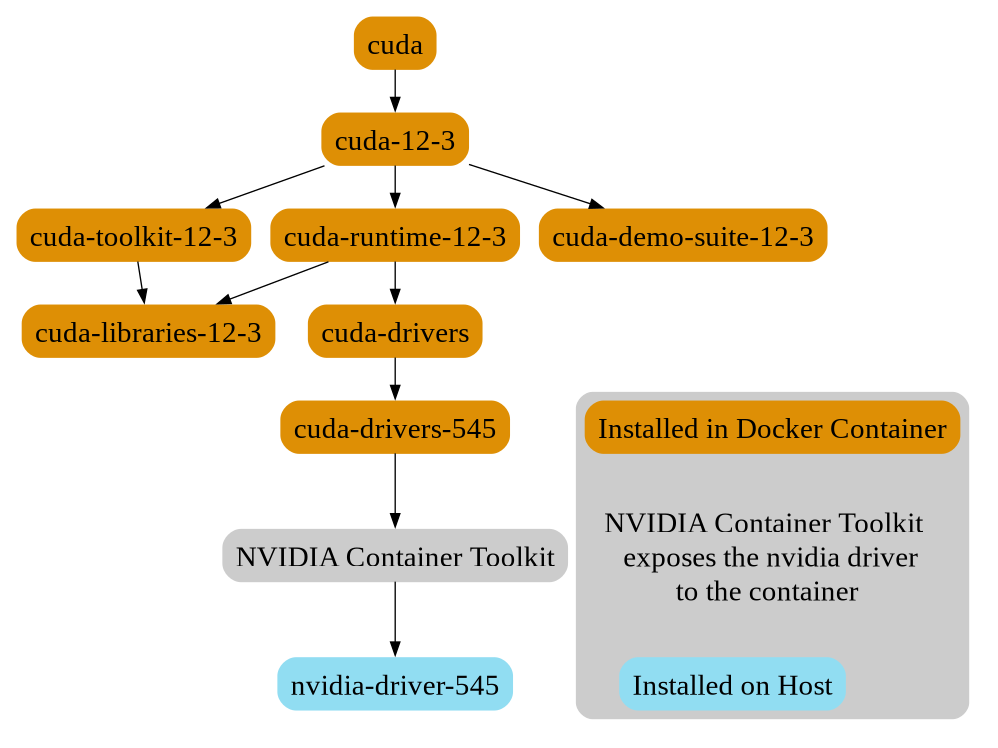 cuda
cuda-12-3
cuda-toolkit-12-3
cuda-runtime-12-3
cuda-demo-suite-12-3
cuda-libraries-12-3
cuda-drivers
cuda-drivers-545
Installed in Docker Container
NVIDIA Container Toolkit
NVIDIA Container Toolkit
exposes the nvidia driver
to the container
nvidia-driver-545
Installed on Host